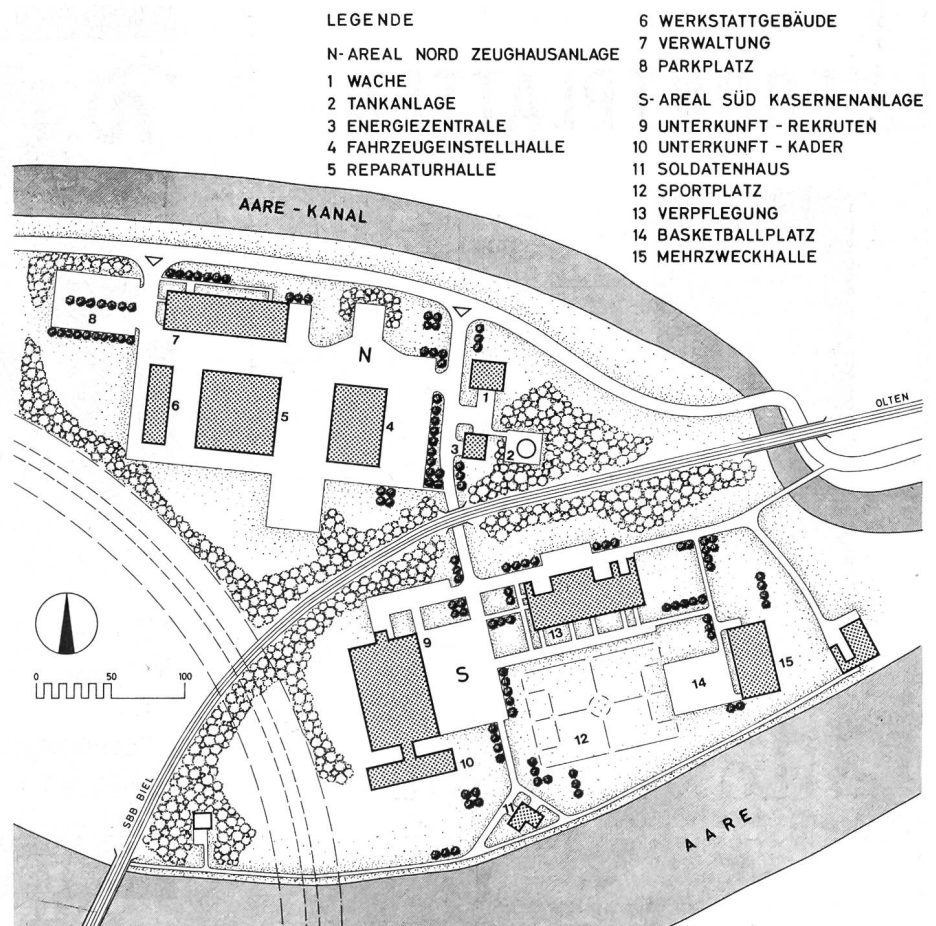 LEGENDE
N- AREAL NORD ZEUGHAUSANLAGE
1 WACHE
2 TANKANLAGE
3 ENERGIEZENTRALE
4 FAHRZEUGEINSTELLHALLE
5 REPARATURHALLE
6 WERKSTATTGEBÄUDE
7 VERWALTUNG
8 PARKPLATZ
S- AREAL SÜD KASERNENANLAGE
9 UNTERKUNFT - REKRUTEN
10 UNTERKUNFT - KADER
11 SOLDATENHAUS
12 SPORTPLATZ
13 VERPFLEGUNG
14 BASKETBALLPLATZ
15 MEHRZWECKHALLE
AARE - KANAL
8
7
N
1
6
5
4
3
2
OLTEN
9
13
S
14
15
12
10
11
0 50 100
SBB BIEL
AARE